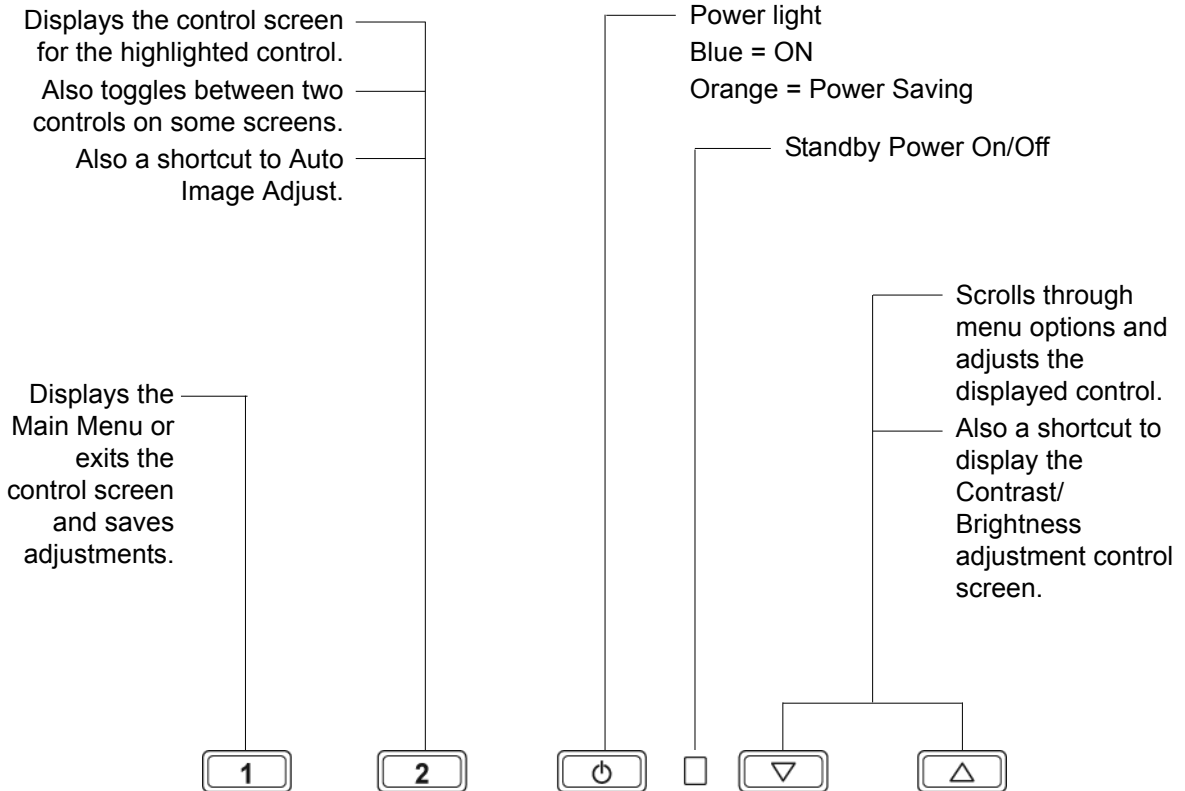 Displays the control screen
for the highlighted control.
Also toggles between two
controls on some screens.
Also a shortcut to Auto
Image Adjust.
Power light
Blue = ON
Orange = Power Saving
Standby Power On/Off
Scrolls through
menu options and
adjusts the
displayed control.
Also a shortcut to
display the
Contrast/
Brightness
adjustment control
screen.
Displays the
Main Menu or
exits the
control screen
and saves
adjustments.
1
2